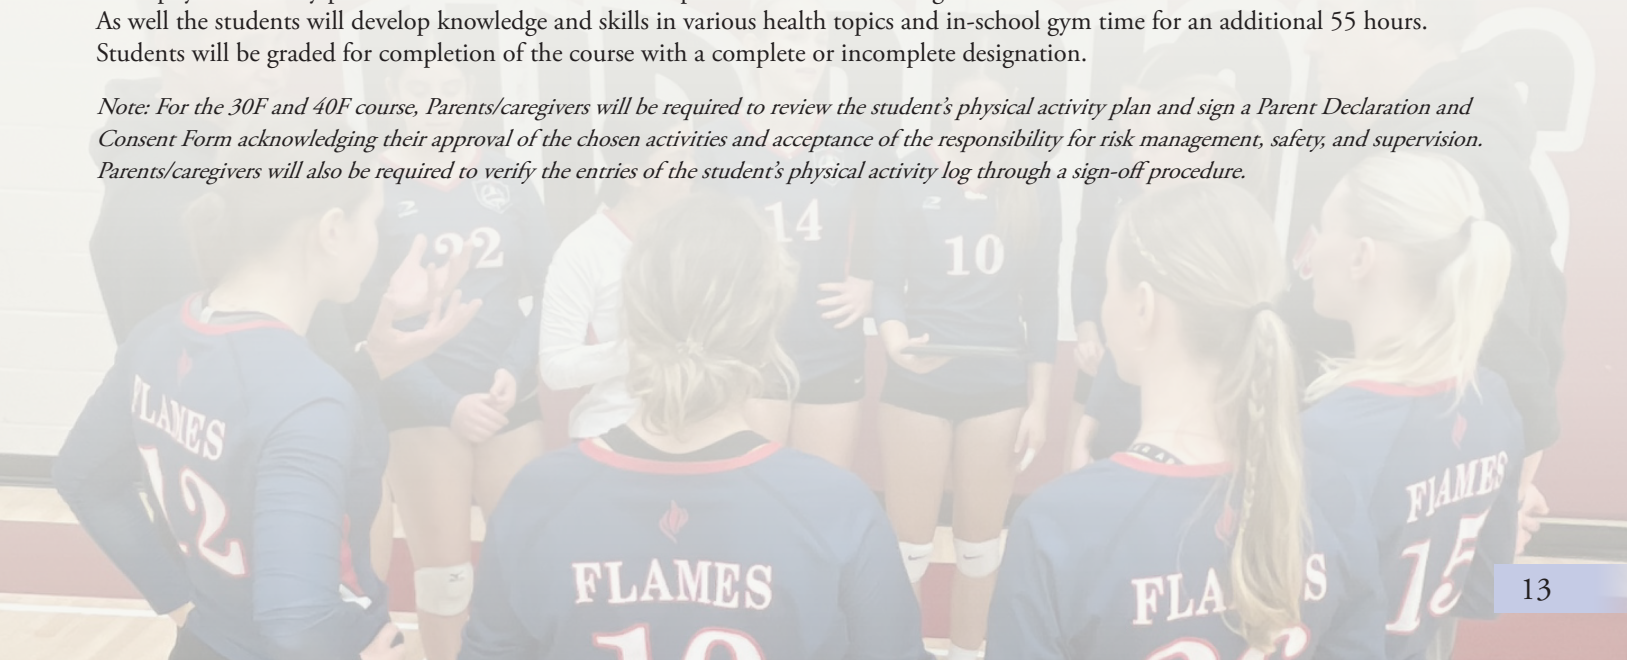 As well the students will develop knowledge and skills in various health topics and in-school gym time for an additional 55 hours.
Students will be graded for completion of the course with a complete or incomplete designation.
Note: For the 30F and 40F course, Parents/caregivers will be required to review the student's physical activity plan and sign a Parent Declaration and
Consent Form acknowledging their approval of the chosen activities and acceptance of the responsibility for risk management, safety, and supervision.
Parents/caregivers will also be required to verify the entries of the student's physical activity log through a sign-off procedure.
22
14
10
FLAMES
12
FLAMES
FLAMES
15
FLA S
13